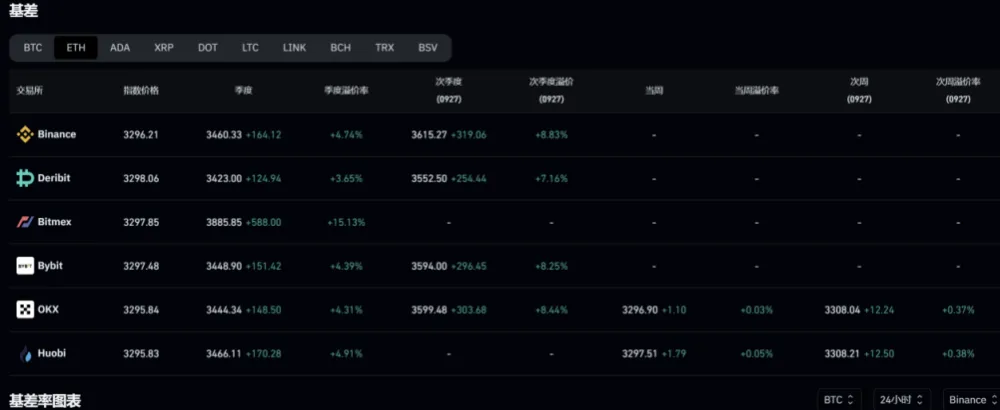 基差
BTC ETH ADA XRP DOT LTC LINK BCH TRX BSV
交易所 指数价格 季度 季度溢价率 次季度 (0927) 次季度溢价 (0927) 当周 当周溢价率 次周 (0927) 次周溢价率 (0927)
Binance 3296.21 3460.33 +164.12 +4.74% 3615.27 +319.06 +8.83% - - - -
Deribit 3298.06 3423.00 +124.94 +3.65% 3552.50 +254.44 +7.16% - - - -
Bitmex 3297.85 3885.85 +588.00 +15.13% - - - - - -
BYBIT Bybit 3297.48 3448.90 +151.42 +4.39% 3594.00 +296.45 +8.25% - - - -
OKX 3295.84 3444.34 +148.50 +4.31% 3599.48 +303.68 +8.44% 3296.90 +1.10 +0.03% 3308.04 +12.24 +0.37%
Huobi 3295.83 3466.11 +170.28 +4.91% - - 3297.51 +1.79 +0.05% 3308.21 +12.50 +0.38%
基差率图表 BTC 24小时 Binance